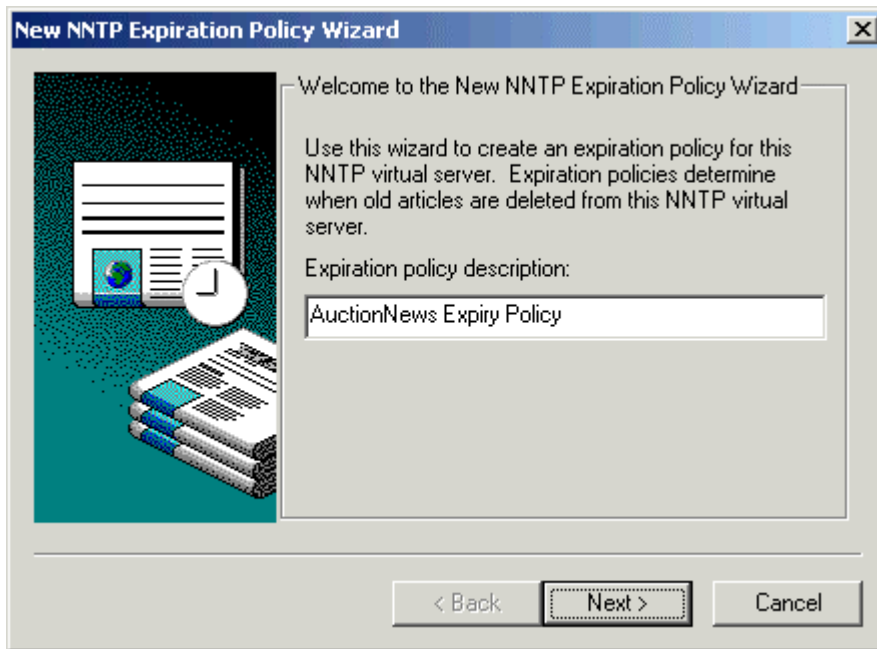 New NNTP Expiration Policy Wizard
Welcome to the New NNTP Expiration Policy Wizard
Use this wizard to create an expiration policy for this
NNTP virtual server.  Expiration policies determine
when old articles are deleted from this NNTP virtual
server.
Expiration policy description:
AuctionNews Expiry Policy
< Back
Next >
Cancel